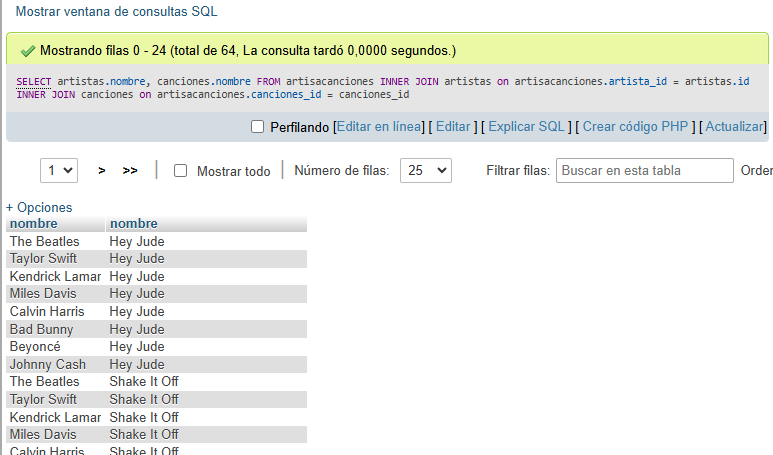 Mostrar ventana de consultas SQL
Mostrando filas 0 - 24 (total de 64, La consulta tardó 0,0000 segundos.)
SELECT artistas.nombre, canciones.nombre FROM artisacanciones INNER JOIN artistas on artisacanciones.artista_id = artistas.id
INNER JOIN canciones on artisacanciones.canciones_id = canciones_id
Perfilando [Editar en línea] [ Editar ] [ Explicar SQL ] [ Crear código PHP ] [ Actualizar]
1 > >> | Mostrar todo | Número de filas: 25 Filtrar filas: Buscar en esta tabla Orden
+ Opciones
nombre nombre
The Beatles Hey Jude
Taylor Swift Hey Jude
Kendrick Lamar Hey Jude
Miles Davis Hey Jude
Calvin Harris Hey Jude
Bad Bunny Hey Jude
Beyoncé Hey Jude
Johnny Cash Hey Jude
The Beatles Shake It Off
Taylor Swift Shake It Off
Kendrick Lamar Shake It Off
Miles Davis Shake It Off
Calvin Harris Shake It Off